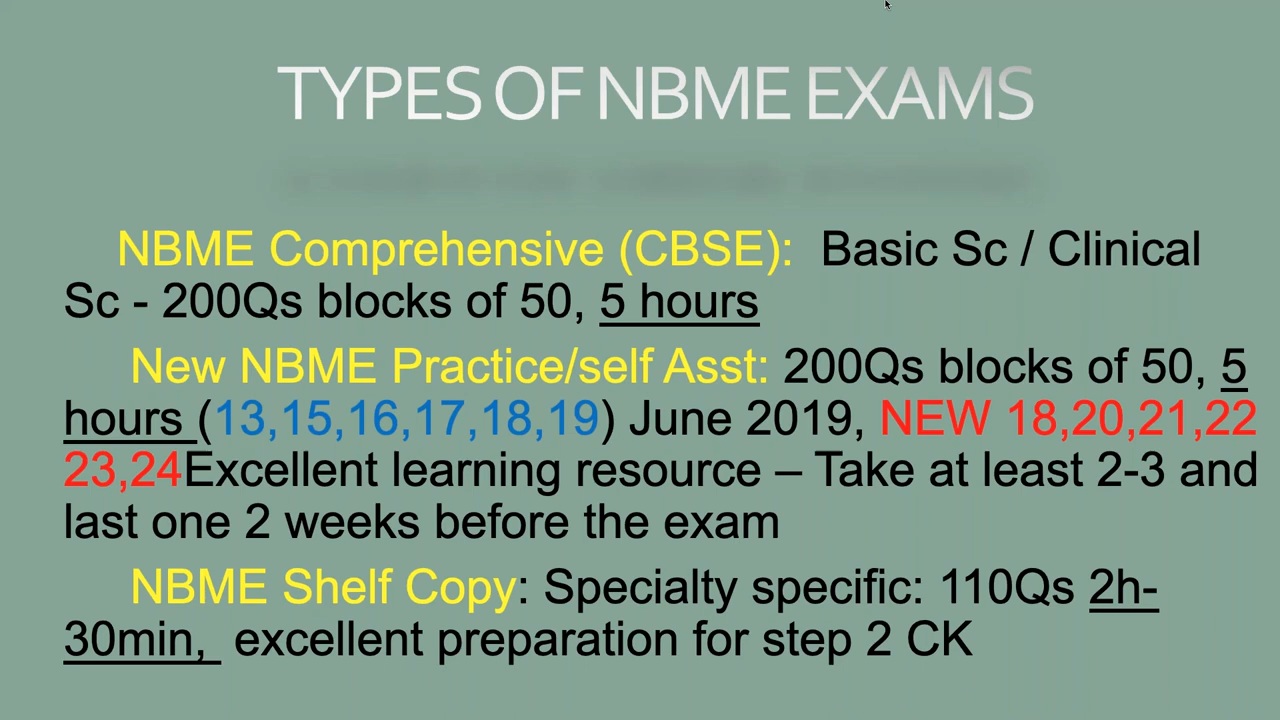 TYPES OF NBME EXAMS
NBME Comprehensive (CBSE): Basic Sc / Clinical
Sc - 200Qs blocks of 50, 5 hours
New NBME Practice/self Asst: 200Qs blocks of 50, 5
hours (13,15,16,17,18,19) June 2019, NEW 18,20,21,22
23,24Excellent learning resource – Take at least 2-3 and
last one 2 weeks before the exam
NBME Shelf Copy: Specialty specific: 110Qs 2h-
30min, excellent preparation for step 2 CK